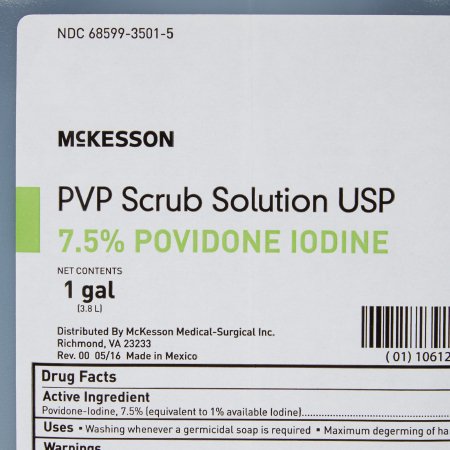 NDC 68599-3501-5
McKESSON
PVP Scrub Solution USP
7.5% POVIDONE IODINE
NET CONTENTS
1 gal
(3.8 L)
Distributed By McKesson Medical-Surgical Inc.
Richmond, VA 23233
Rev. 00 05/16 Made in Mexico
( 01) 10612
Drug Facts
Active Ingredient
Povidone-Iodine, 7.5% (equivalent to 1% available Iodine)
Uses ▪ Washing whenever a germicidal soap is required ▪ Maximum degerming of ha
Warnings